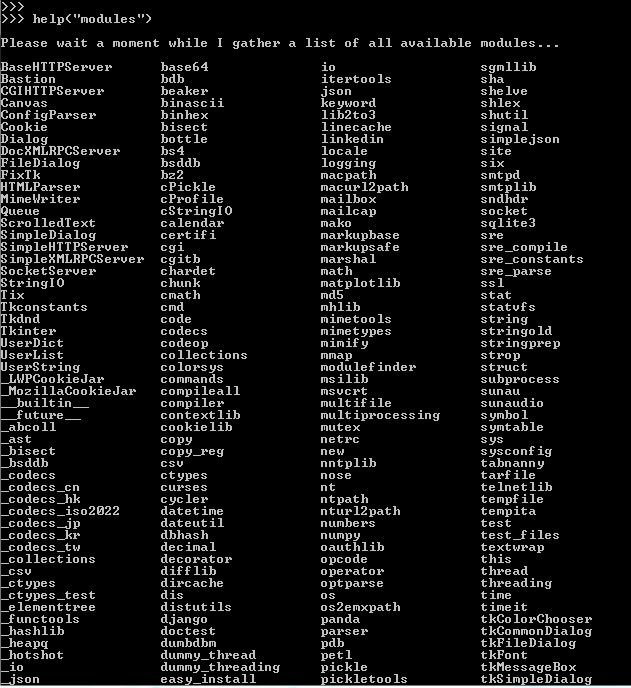 >>>
>>> help("modules")
Please wait a moment while I gather a list of all available modules...
BaseHTTPServer base64 io sgmllib
Bastion bdb itertools sha
CGIHTTPServer beaker json shelve
Canvas binascii keyword shlex
ConfigParser binhex lib2to3 shutil
Cookie bisect linecache signal
Dialog bottle linkedin simplejson
DocXMLRPCServer bs4 locale site
FileDialog bsddb logging six
FixTk bz2 macpath smtpd
HTMLParser cPickle macurl2path smtplib
MimeWriter cProfile mailbox sndhdr
Queue cStringIO mailcap socket
ScrolledText calendar mako sqlite3
SimpleDialog certifi markupbase sre
SimpleHTTPServer cgi markupsafe sre_compile
SimpleXMLRPCServer cgitb marshal sre_constants
SocketServer chardet math sre_parse
StringIO chunk matplotlib ssl
Tix cmath md5 stat
Tkconstants cmd mhlib statvfs
Tkdnd code mimetools string
Tkinter codecs mimetypes stringold
UserDict codeop mimify stringprep
UserList collections mmap strop
UserString colorsys modulefinder struct
_LWPCookieJar commands msilib subprocess
_MozillaCookieJar compileall msvcrt sunau
__builtin__ compiler multifile sunaudio
__future__ contextlib multiprocessing symbol
_abcoll cookielib mutex symtable
_ast copy netrc sys
_bisect copy_reg new sysconfig
_bsddb csv nntplib tabnanny
_codecs ctypes nose tarfile
_codecs_cn curses nt telnetlib
_codecs_hk cycler ntpath tempfile
_codecs_iso2022 datetime nturl2path tempita
_codecs_jp dateutil numbers test
_codecs_kr dbhash numpy test_files
_codecs_tw decimal oauthlib textwrap
_collections decorator opcode this
_csv difflib operator thread
_ctypes dircache optparse threading
_ctypes_test dis os time
_elementtree distutils os2emxpath timeit
_functools django panda tkColorChooser
_hashlib doctest parser tkCommonDialog
_heapq dumbdbm pdb tkFileDialog
_hotshot dummy_thread petl tkFont
_io dummy_threading pickle tkMessageBox
_json easy_install pickletools tkSimpleDialog